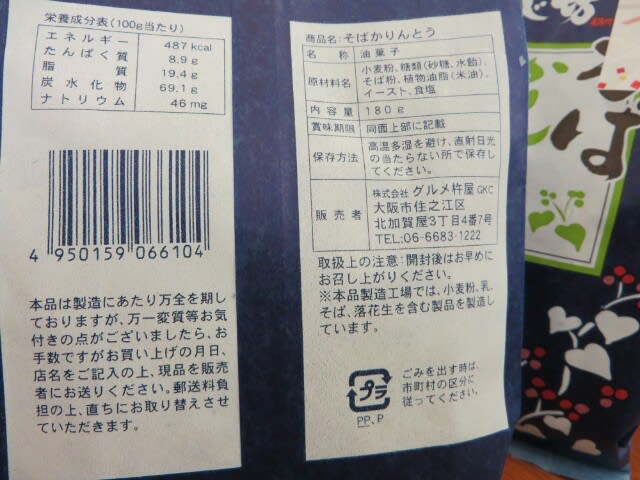 栄養成分表(100g当たり)
エネルギー 487 kcal
たんぱく質 8.9g
脂質 19.4g
炭水化物 69.1g
ナトリウム 46mg
4 950159 066104
本品は製造にあたり万全を期し
ておりますが、万一変質等お気
付きの点がございましたら、お
手数ですがお買い上げの月日、
店名をご記入の上、現品を販売
者にお送りください。郵送料負
担の上、直ちにお取り替えさせ
ていただきます。
商品名:そばかりんとう
名称 油菓子
原材料名 小麦粉、糖類(砂糖、水飴)、
そば粉、植物油脂(米油)、
イースト、食塩
内容量 180g
賞味期限 同面上部に記載
保存方法 高温多湿を避け、直射日光
の当たらない所で保存し
てください。
販売者 株式会社 グルメ杵屋 GKC
大阪市住之江区
北加賀屋3丁目4番7号
TEL:06-6683-1222
取扱上の注意:開封後はお早めに
お召し上がりください。
※本品製造工場では、小麦粉、乳、
そば、落花生を含む製品を製造し
ています。
プラ
PP、P
ごみを出す時は、
市町村の区分に
従ってください。
そば